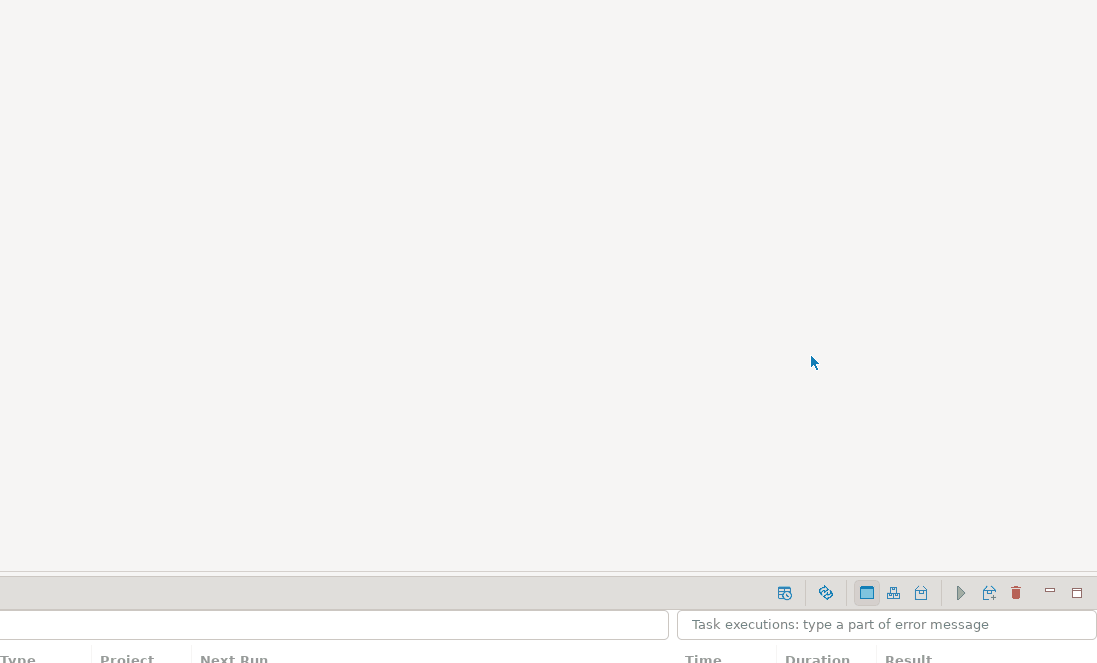 Task executions: type a part of error message
Type Project Next Run Time Duration Result